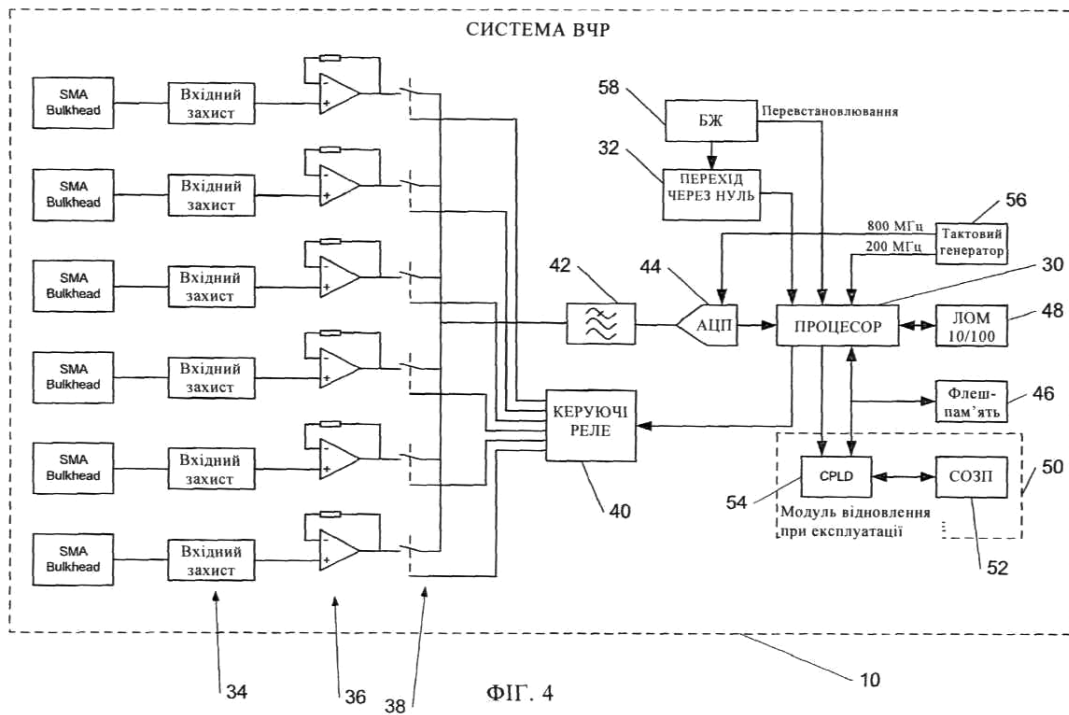 СИСТЕМА ВЧР
SMA
Bulkhead
Вхідний
захист
SMA
Bulkhead
Вхідний
захист
SMA
Bulkhead
Вхідний
захист
SMA
Bulkhead
Вхідний
захист
SMA
Bulkhead
Вхідний
захист
SMA
Bulkhead
Вхідний
захист
-
+
-
+
-
+
-
+
-
+
-
+
58
БЖ
Перевстановлювання
32
ПЕРЕХІД
ЧЕРЕЗ НУЛЬ
56
800 МГц
Тактовий
генератор
200 МГц
30
42
44
АЦП
ПРОЦЕСОР
ЛОМ
10/100
48
Флеш-
пам’ять
46
КЕРУЮЧІ
РЕЛЕ
40
54
CPLD
СОЗП
50
Модуль відновлення
при експлуатації
52
34
36
38
10
ФІГ. 4